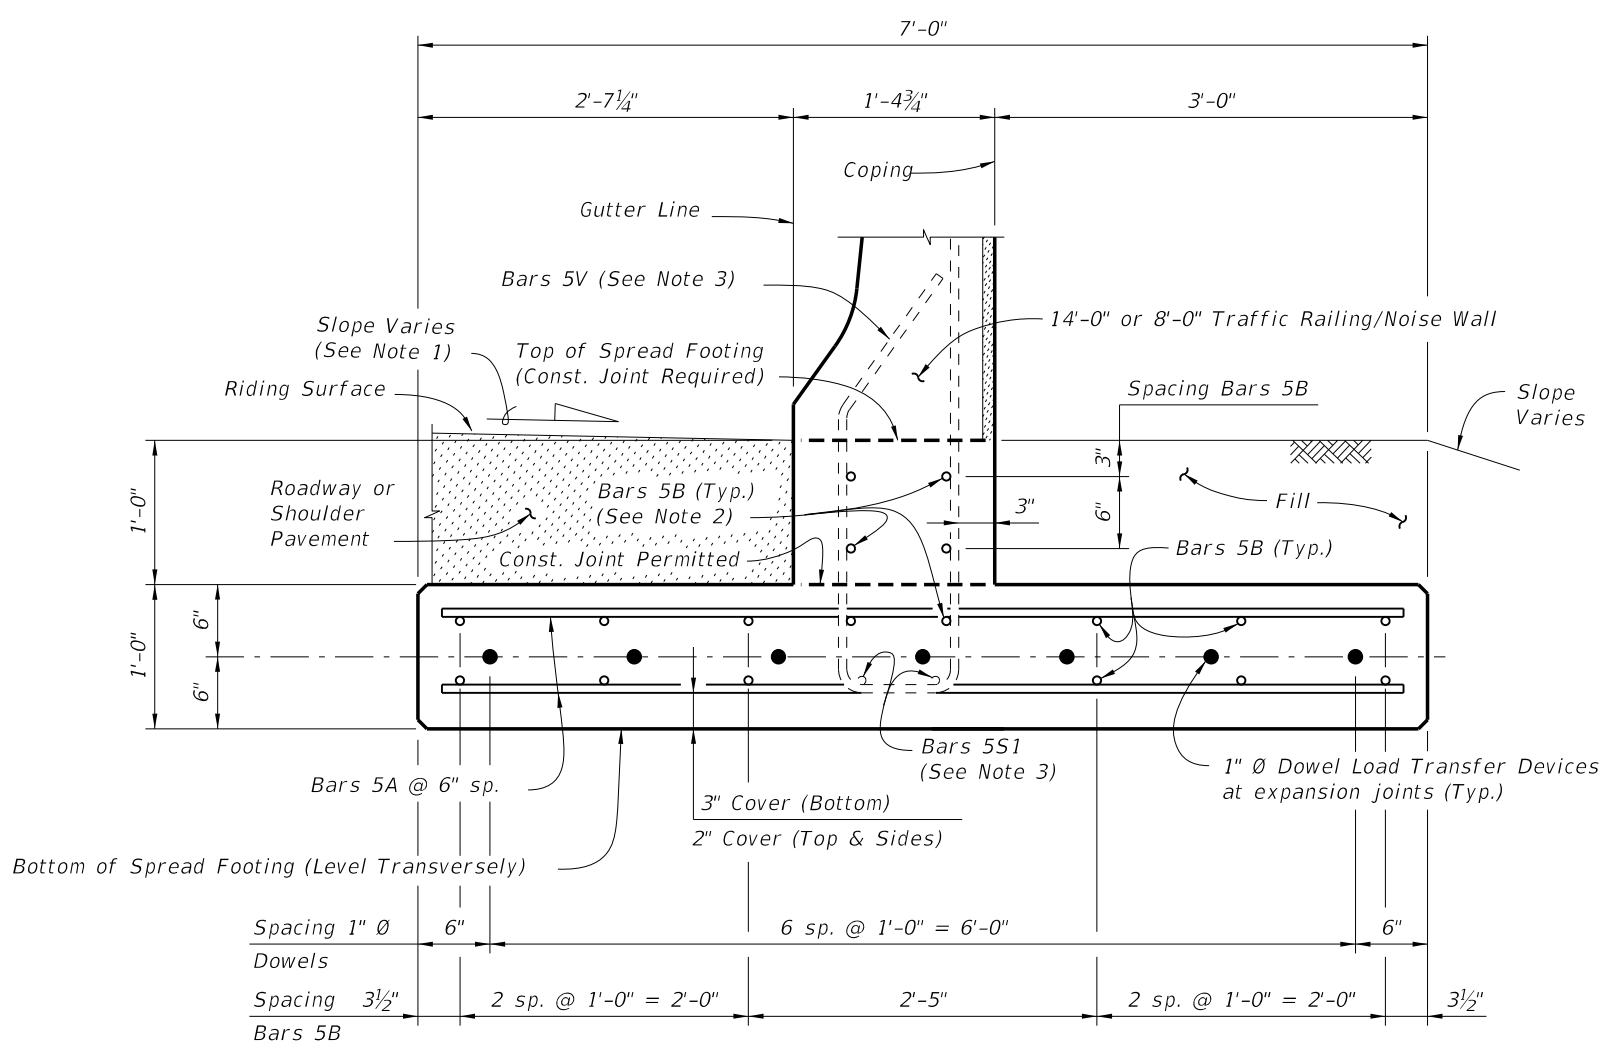 7'-0"
2'-7¼"
1'-4¾"
3'-0"
Coping
Gutter Line
Bars 5V (See Note 3)
14'-0" or 8'-0" Traffic Railing/Noise Wall
Slope Varies
(See Note 1)
Top of Spread Footing
(Const. Joint Required)
Riding Surface
Spacing Bars 5B
Slope
Varies
3"
6"
3"
1'-0"
Roadway or
Shoulder
Pavement
Bars 5B (Typ.)
(See Note 2)
Const. Joint Permitted
Fill
Bars 5B (Typ.)
1'-0"
6"
6"
Bars 5S1
(See Note 3)
1" Ø Dowel Load Transfer Devices
at expansion joints (Typ.)
Bars 5A @ 6" sp.
3" Cover (Bottom)
2" Cover (Top & Sides)
Bottom of Spread Footing (Level Transversely)
Spacing 1" Ø
Dowels
6"
6 sp. @ 1'-0" = 6'-0"
6"
Spacing
Bars 5B
3½"
2 sp. @ 1'-0" = 2'-0"
2'-5"
2 sp. @ 1'-0" = 2'-0"
3½"